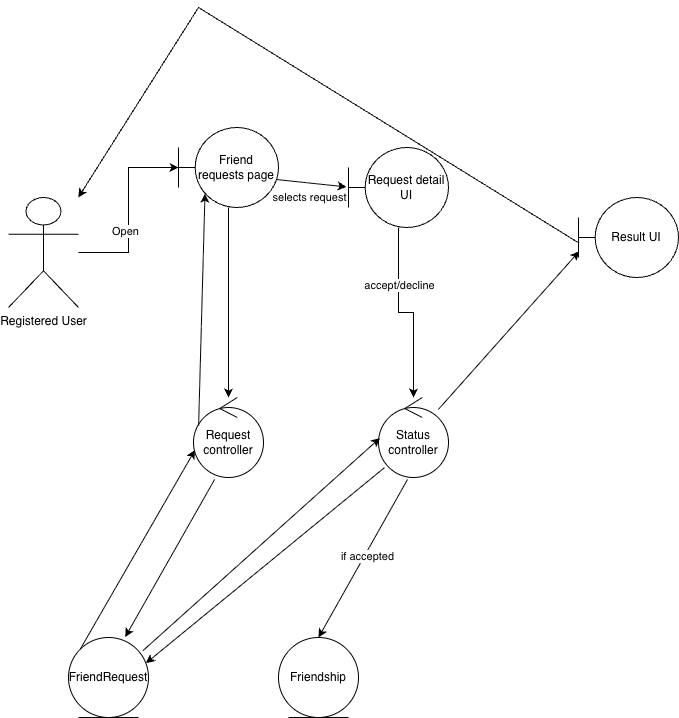 Friend
requests page
Request detail
UI
selects request
Open
Result UI
Registered User
accept/decline
Request
controller
Status
controller
if accepted
FriendRequest
Friendship